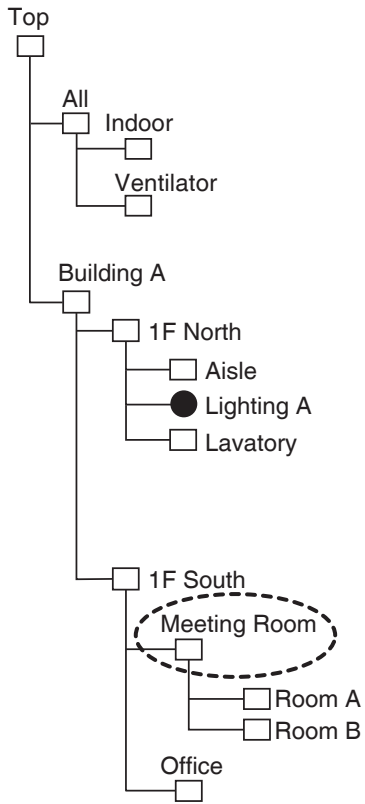 Top
All
Indoor
Ventilator
Building A
1F North
Aisle
Lighting A
Lavatory
1F South
Meeting Room
Room A
Room B
Office